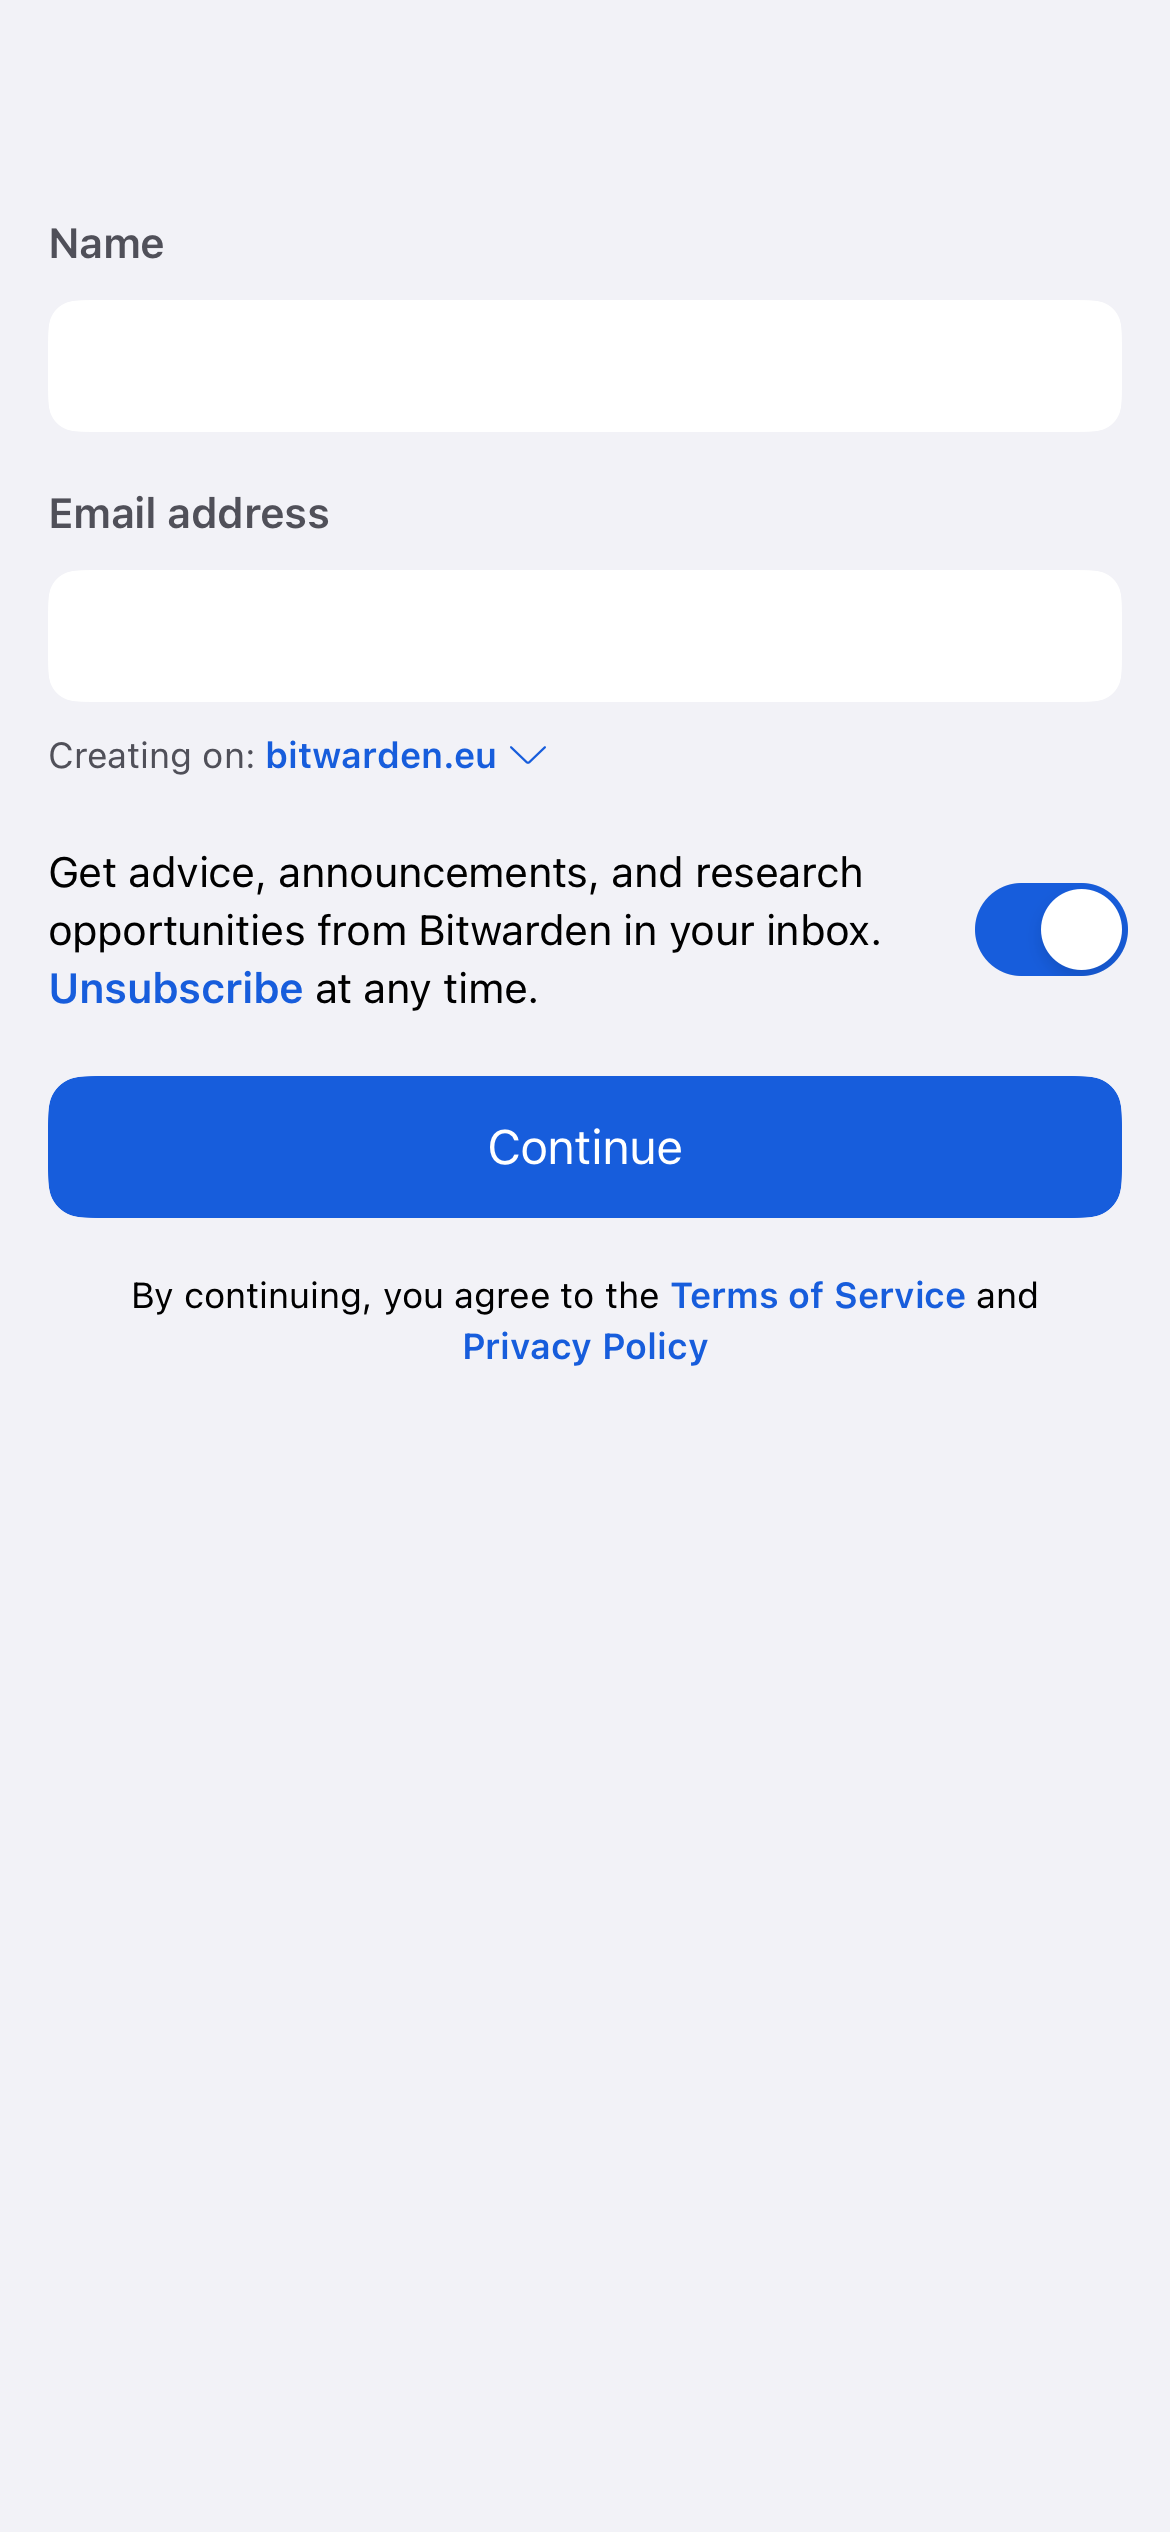 Name
Email address
Creating on: bitwarden.eu
Get advice, announcements, and research
opportunities from Bitwarden in your inbox.
Unsubscribe at any time.
Continue
By continuing, you agree to the Terms of Service and
Privacy Policy